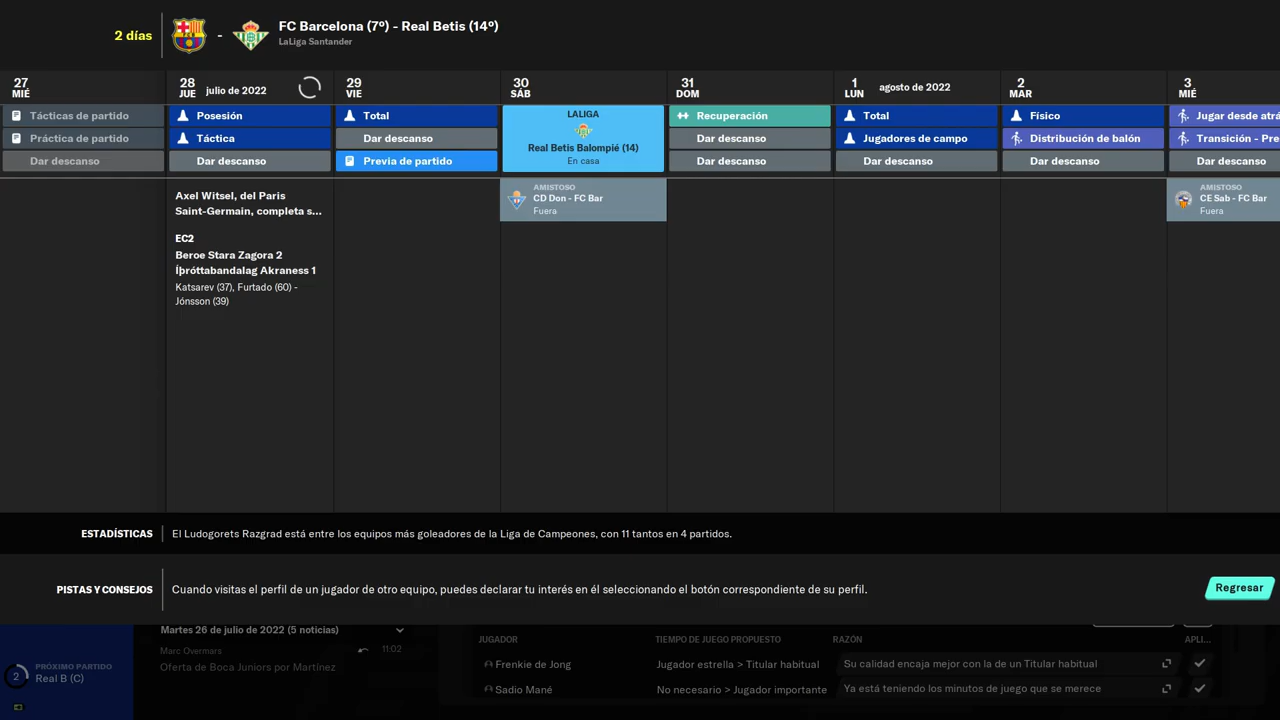 2 días
-
FC Barcelona (7º) - Real Betis (14º)
LaLiga Santander
27
MIÉ
28
JUE
julio de 2022
29
VIE
30
SÁB
31
DOM
1
LUN
agosto de 2022
2
MAR
3
MIÉ
Tácticas de partido
Práctica de partido
Dar descanso
Posesión
Táctica
Dar descanso
Total
Dar descanso
Previa de partido
LALIGA
Real Betis Balompié (14)
En casa
Recuperación
Dar descanso
Dar descanso
Total
Jugadores de campo
Dar descanso
Físico
Distribución de balón
Dar descanso
Jugar desde atrá
Transición - Pre
Dar descanso
Axel Witsel, del Paris
Saint-Germain, completa s...
EC2
Beroe Stara Zagora 2
Íþróttabandalag Akraness 1
Katsarev (37), Furtado (60) -
Jónsson (39)
AMISTOSO
CD Don - FC Bar
Fuera
AMISTOSO
CE Sab - FC Bar
Fuera
ESTADÍSTICAS
El Ludogorets Razgrad está entre los equipos más goleadores de la Liga de Campeones, con 11 tantos en 4 partidos.
PISTAS Y CONSEJOS
Cuando visitas el perfil de un jugador de otro equipo, puedes declarar tu interés en él seleccionando el botón correspondiente de su perfil.
Regresar
2
PRÓXIMO PARTIDO
Real B (C)
Martes 26 de julio de 2022 (5 noticias)
Marc Overmars
11:02
Oferta de Boca Juniors por Martínez
JUGADOR
TIEMPO DE JUEGO PROPUESTO
RAZÓN
APLI...
Frenkie de Jong
Jugador estrella > Titular habitual
Su calidad encaja mejor con la de un Titular habitual
Sadio Mané
No necesario > Jugador importante
Ya está teniendo los minutos de juego que se merece